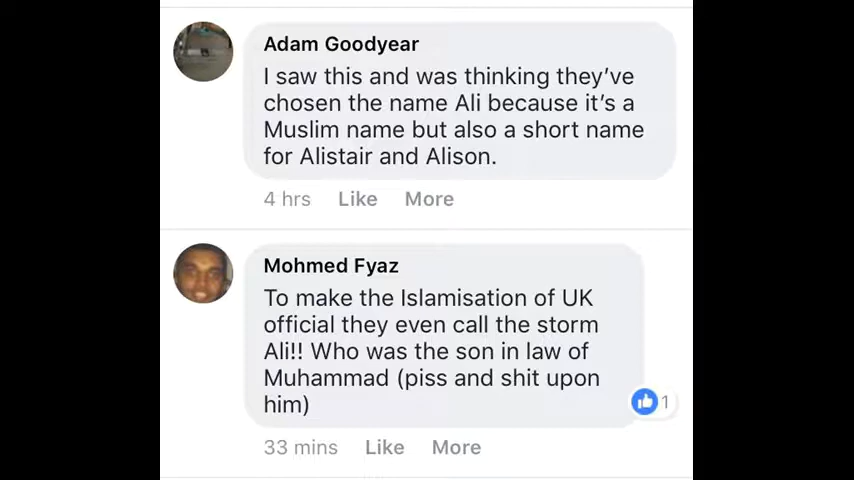 Adam Goodyear
I saw this and was thinking they’ve
chosen the name Ali because it’s a
Muslim name but also a short name
for Alistair and Alison.
4 hrs Like More
Mohmed Fyaz
To make the Islamisation of UK
official they even call the storm
Ali!! Who was the son in law of
Muhammad (piss and shit upon
him)
1
33 mins Like More